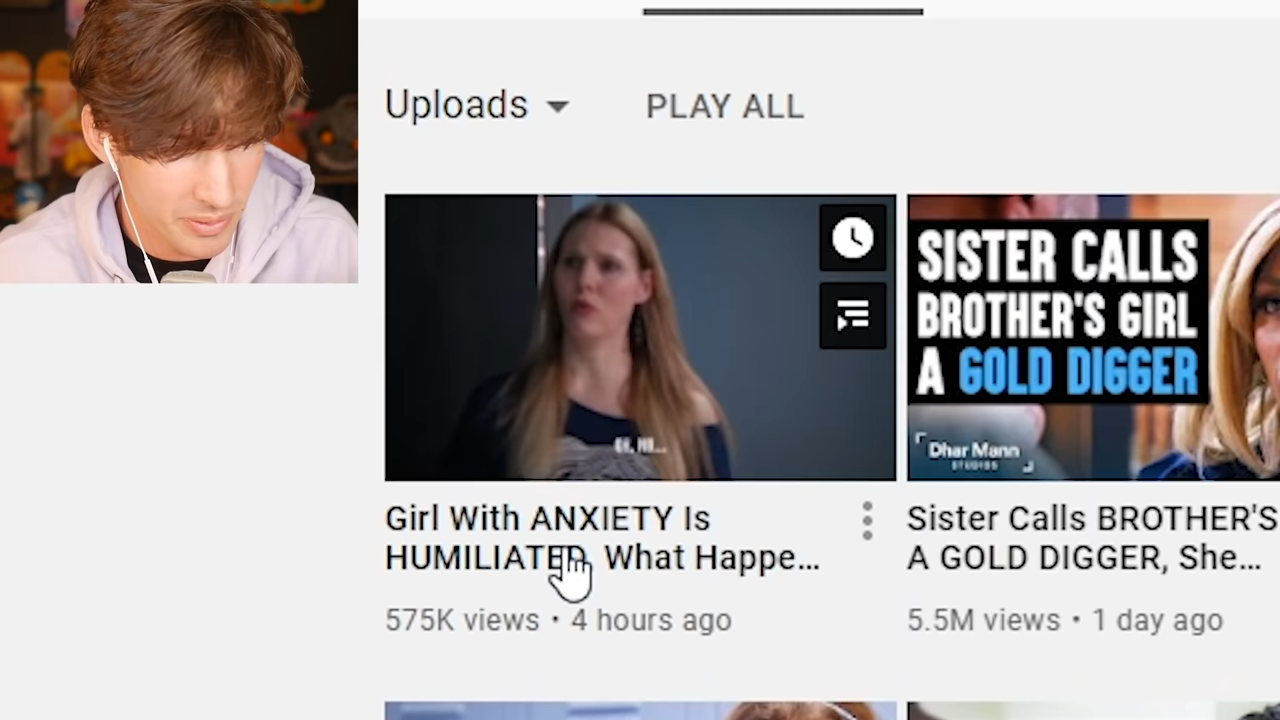 Uploads
PLAY ALL
SISTER CALLS
BROTHER'S GIRL
A GOLD DIGGER
Dhar Mann
STUDIOS
Girl With ANXIETY Is
HUMILIATED, What Happe...
575K views • 4 hours ago
Sister Calls BROTHER'S
A GOLD DIGGER, She...
5.5M views • 1 day ago